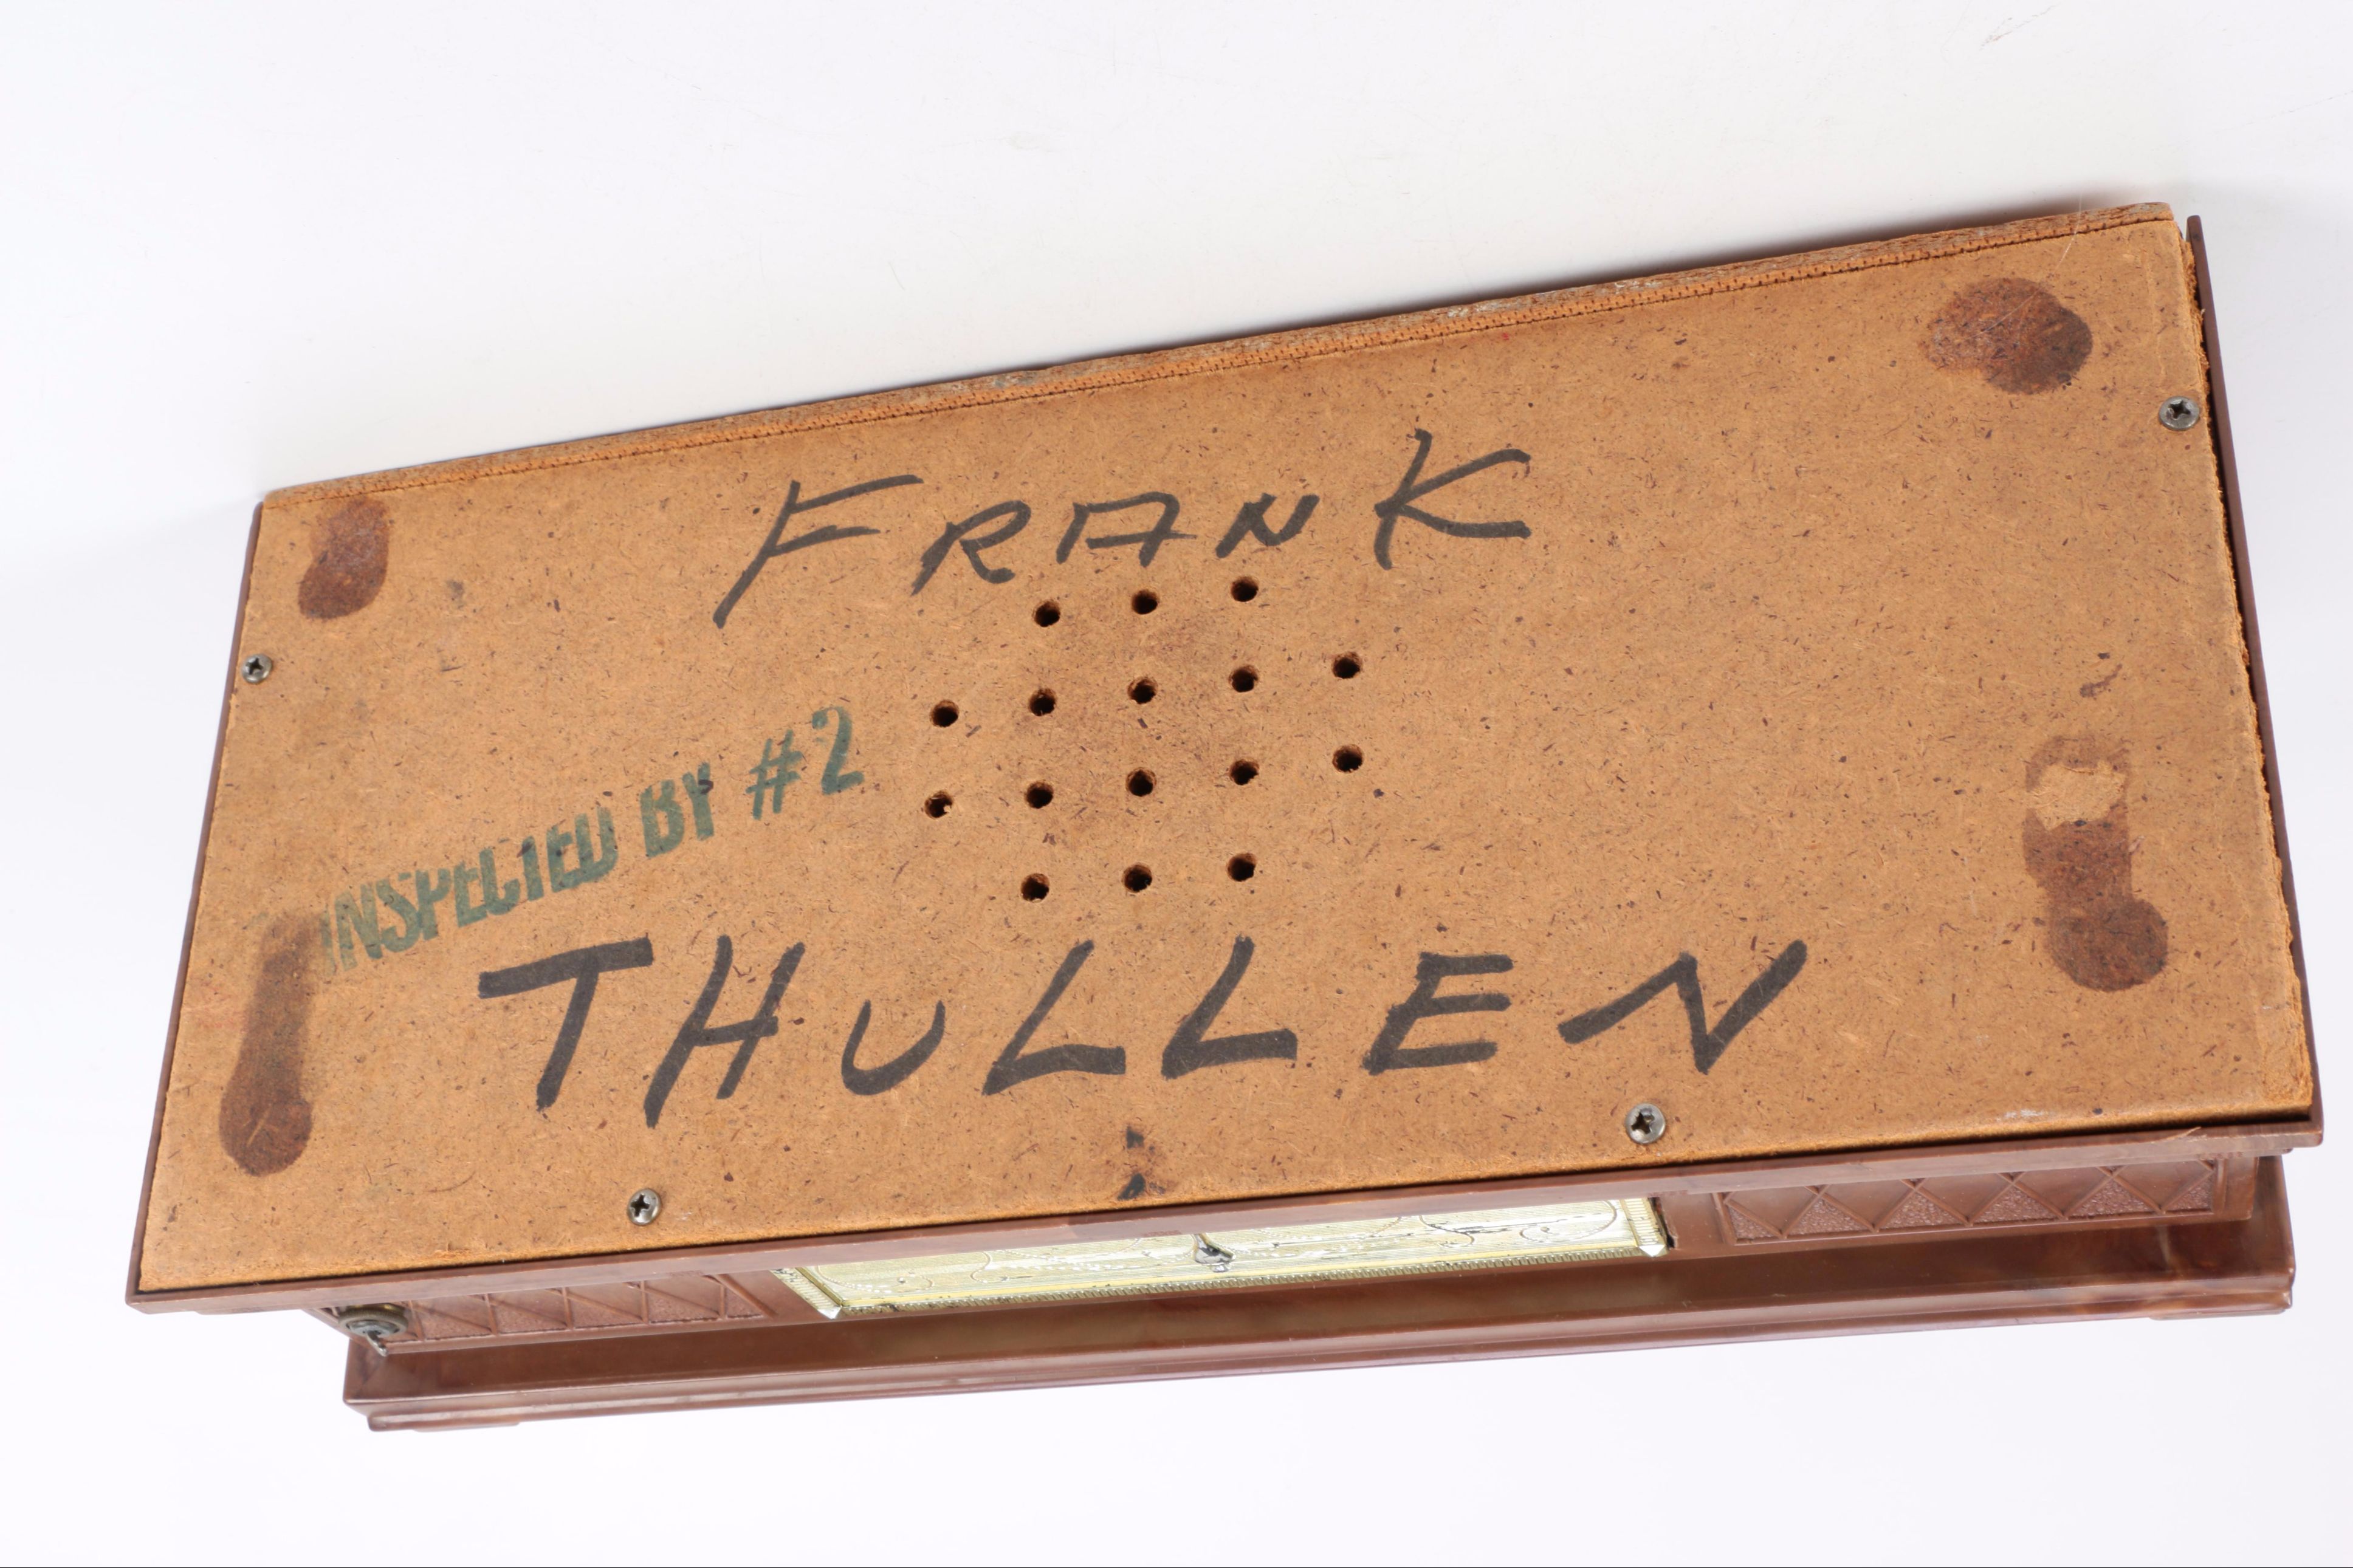 FRANK
INSPECTED BY #2
THULLEN